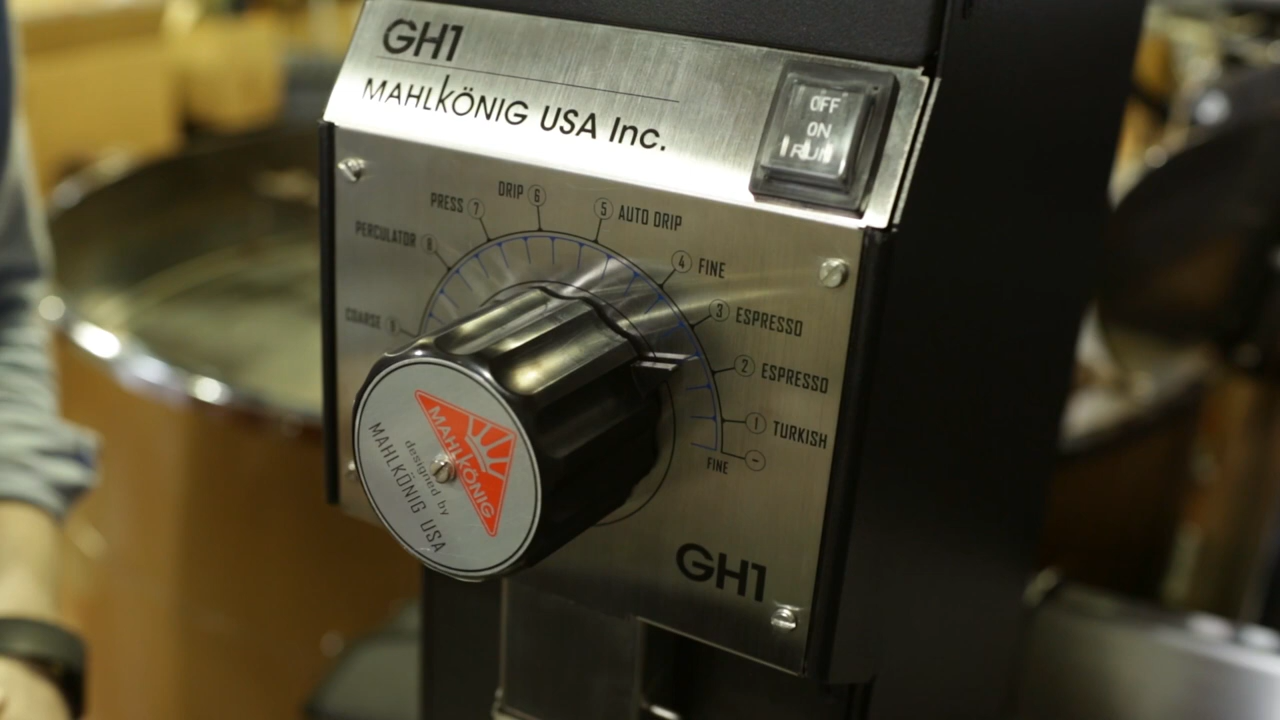 GH1
MAHLKÖNIG USA Inc.
OFF
ON
RUN
COARSE 9
PERCULATOR 8
PRESS 7
DRIP 6
5 AUTO DRIP
4 FINE
3 ESPRESSO
2 ESPRESSO
1 TURKISH
FINE -
MAHLKÖNIG
designed by
MAHLKÖNIG USA
GH1